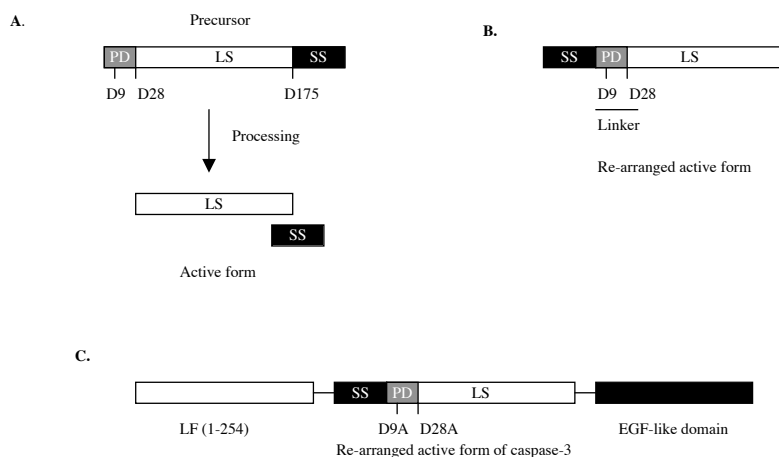 A.
Precursor
PD LS SS
D9 D28 D175
Processing
LS
SS
Active form
B.
SS PD LS
D9 D28
Linker
Re-arranged active form
C.
SS PD LS
LF (1-254) D9A D28A EGF-like domain
Re-arranged active form of caspase-3